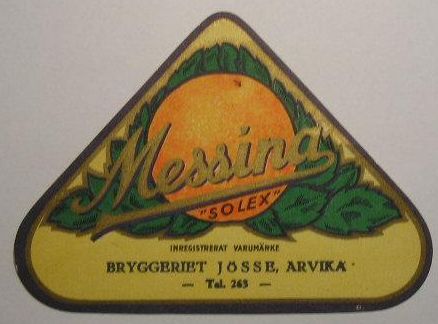 Messina
"SOLEX"
INREGISTRERAT VARUMÄRKE
BRYGGERIET JÖSSE, ARVIKA
— Tel. 263 —